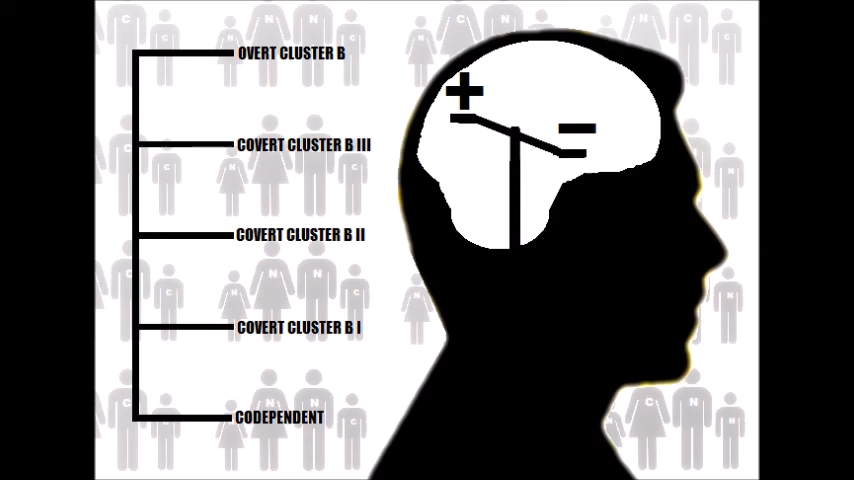 OVERT CLUSTER B
COVERT CLUSTER B III
COVERT CLUSTER B II
COVERT CLUSTER B I
CODEPENDENT